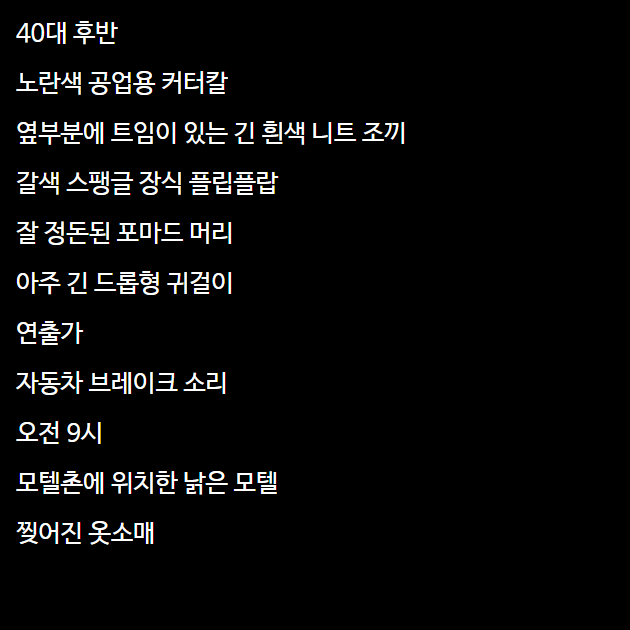 40대 후반
노란색 공업용 커터칼
옆부분에 트임이 있는 긴 흰색 니트 조끼
갈색 스팽글 장식 플립플랍
잘 정돈된 포마드 머리
아주 긴 드롭형 귀걸이
연출가
자동차 브레이크 소리
오전 9시
모텔촌에 위치한 낡은 모텔
찢어진 옷소매